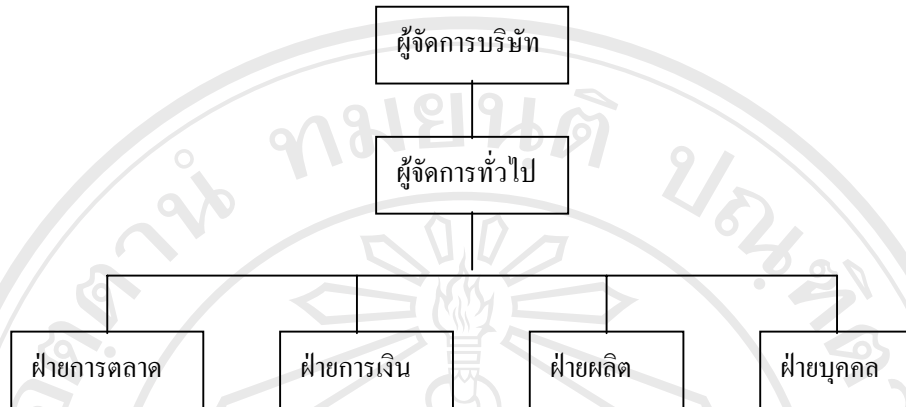 ผู้จัดการบริษัท
ผู้จัดการทั่วไป
ฝ่ายการตลาด
ฝ่ายการเงิน
ฝ่ายผลิต
ฝ่ายบุคคล